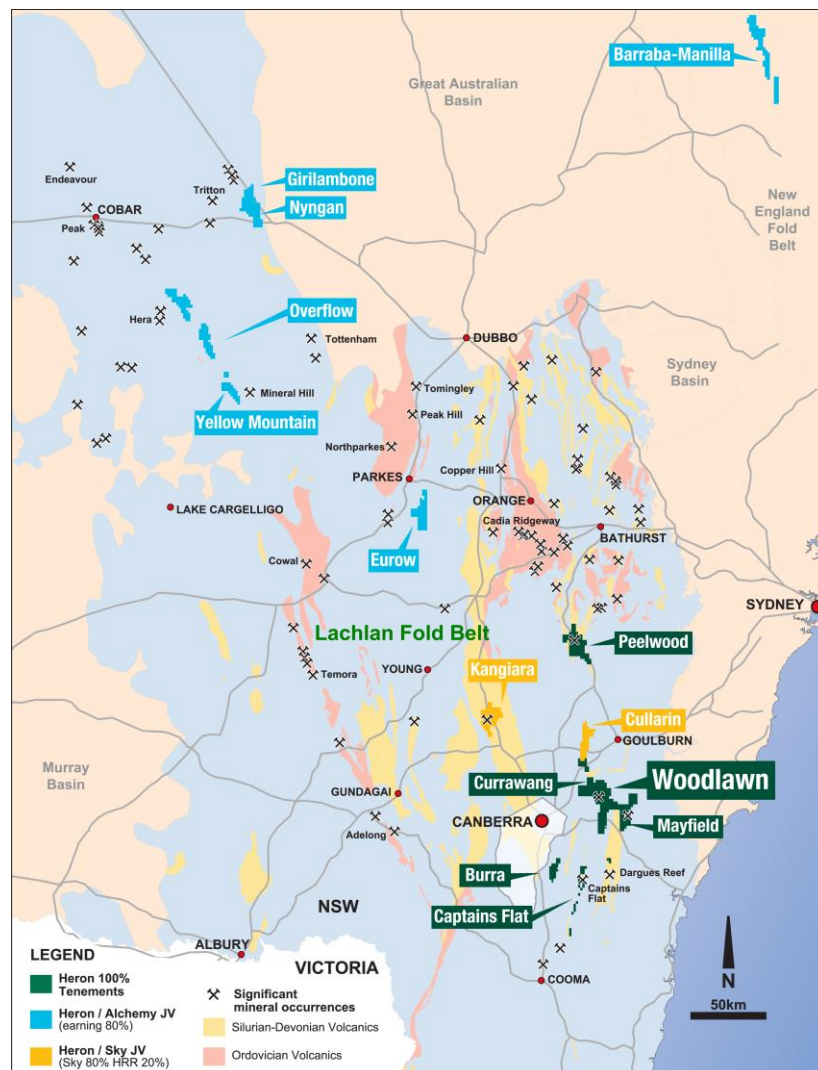 Barraba-Manilla
Great Australian
Basin
New
England
Fold
Belt
Endeavour
COBAR
Peak
Tritton
Girilambone
Nyngan
Hera
Overflow
Tottenham
DUBBO
Sydney
Basin
Mineral Hill
Yellow Mountain
Tomingley
Peak Hill
Northparkes
PARKES
Copper Hill
ORANGE
Cadia Ridgeway
BATHURST
LAKE CARGELLIGO
Eurow
Cowal
SYDNEY
Lachlan Fold Belt
Peelwood
YOUNG
Kangiara
Temora
Cullarin
GOULBURN
Murray
Basin
Currawang
Woodlawn
GUNDAGAI
CANBERRA
Mayfield
Adelong
Burra
Dargues Reef
Captains
Flat
Captains Flat
NSW
ALBURY
VICTORIA
COOMA
N
50km
LEGEND
Heron 100%
Tenements
Heron / Alchemy JV
(earning 80%)
Heron / Sky JV
(Sky 80% HRR 20%)
Significant
mineral occurrences
Silurian-Devonian Volcanics
Ordovician Volcanics